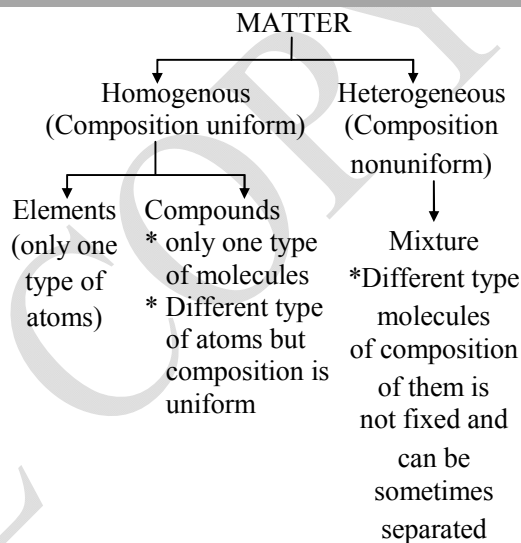 MATTER
Homogenous
(Composition uniform)
Heterogeneous
(Composition
nonuniform)
Elements
(only one
type of
atoms)
Compounds
* only one type
of molecules
* Different type
of atoms but
composition is
uniform
Mixture
*Different type
molecules
of composition
of them is
not fixed and
can be
sometimes
separated
COPY